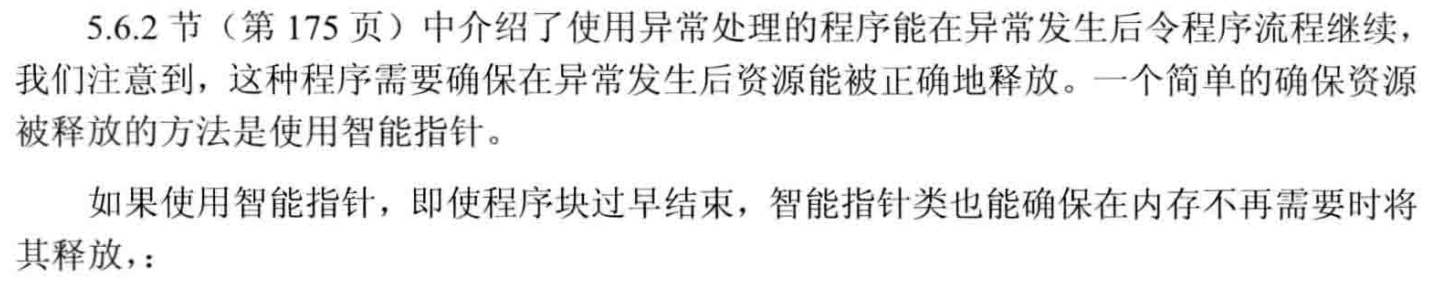 5.6.2 节（第 175 页）中介绍了使用异常处理的程序能在异常发生后令程序流程继续，
我们注意到，这种程序需要确保在异常发生后资源能被正确地释放。一个简单的确保资源
被释放的方法是使用智能指针。
如果使用智能指针，即使程序块过早结束，智能指针类也能确保在内存不再需要时将
其释放，：